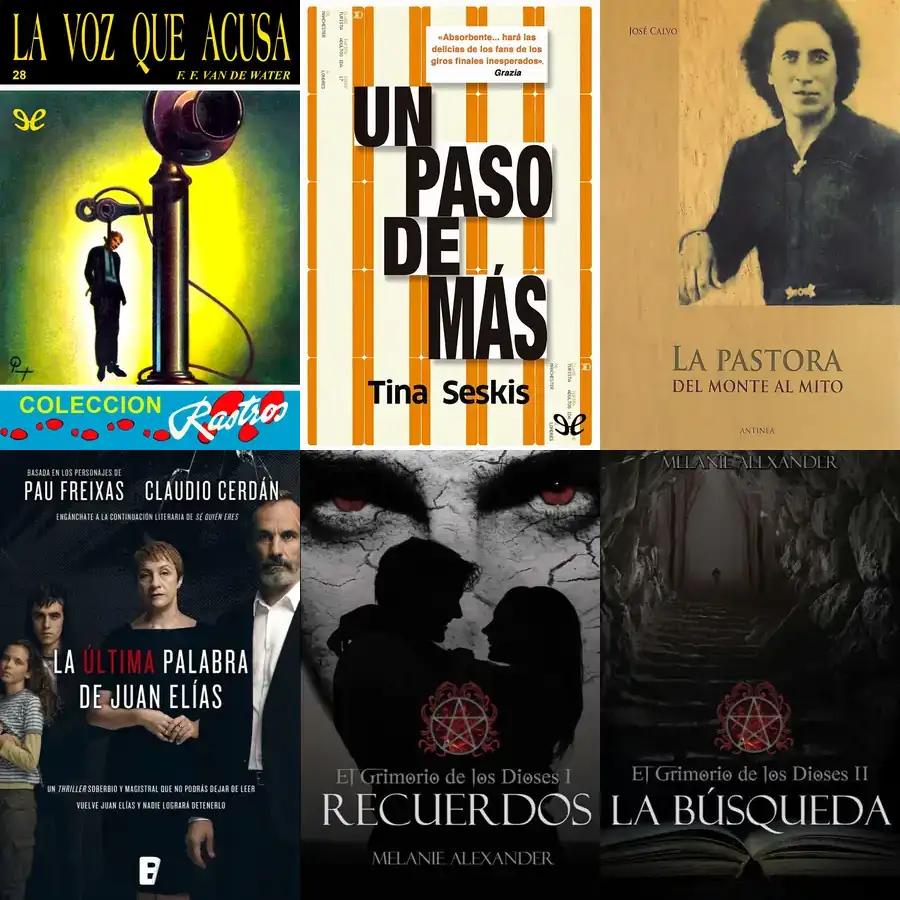 LA VOZ QUE ACUSA
28
F. F. VAN DE WATER
COLECCION
Rastros
«Absorbente... hará las
delicias de los fans de los
giros finales inesperados».
Grazia
UN
PASO
DE
MÁS
Tina Seskis
JOSÉ CALVO
LA PASTORA
DEL MONTE AL MITO
ANTINEA
BASADA EN LOS PERSONAJES DE
PAU FREIXAS CLAUDIO CERDÁN
ENGÁNCHATE A LA CONTINUACIÓN LITERARIA DE SÉ QUIÉN ERES
LA ÚLTIMA PALABRA
DE JUAN ELÍAS
UN THRILLER SOBERBIO Y MAGISTRAL QUE NO PODRÁS DEJAR DE LEER
VUELVE JUAN ELÍAS Y NADIE LOGRARÁ DETENERLO
B
El Grimorio de los Dioses I
RECUERDOS
MELANIE ALEXANDER
MELANIE ALEXANDER
El Grimorio de los Dioses II
LA BÚSQUEDA